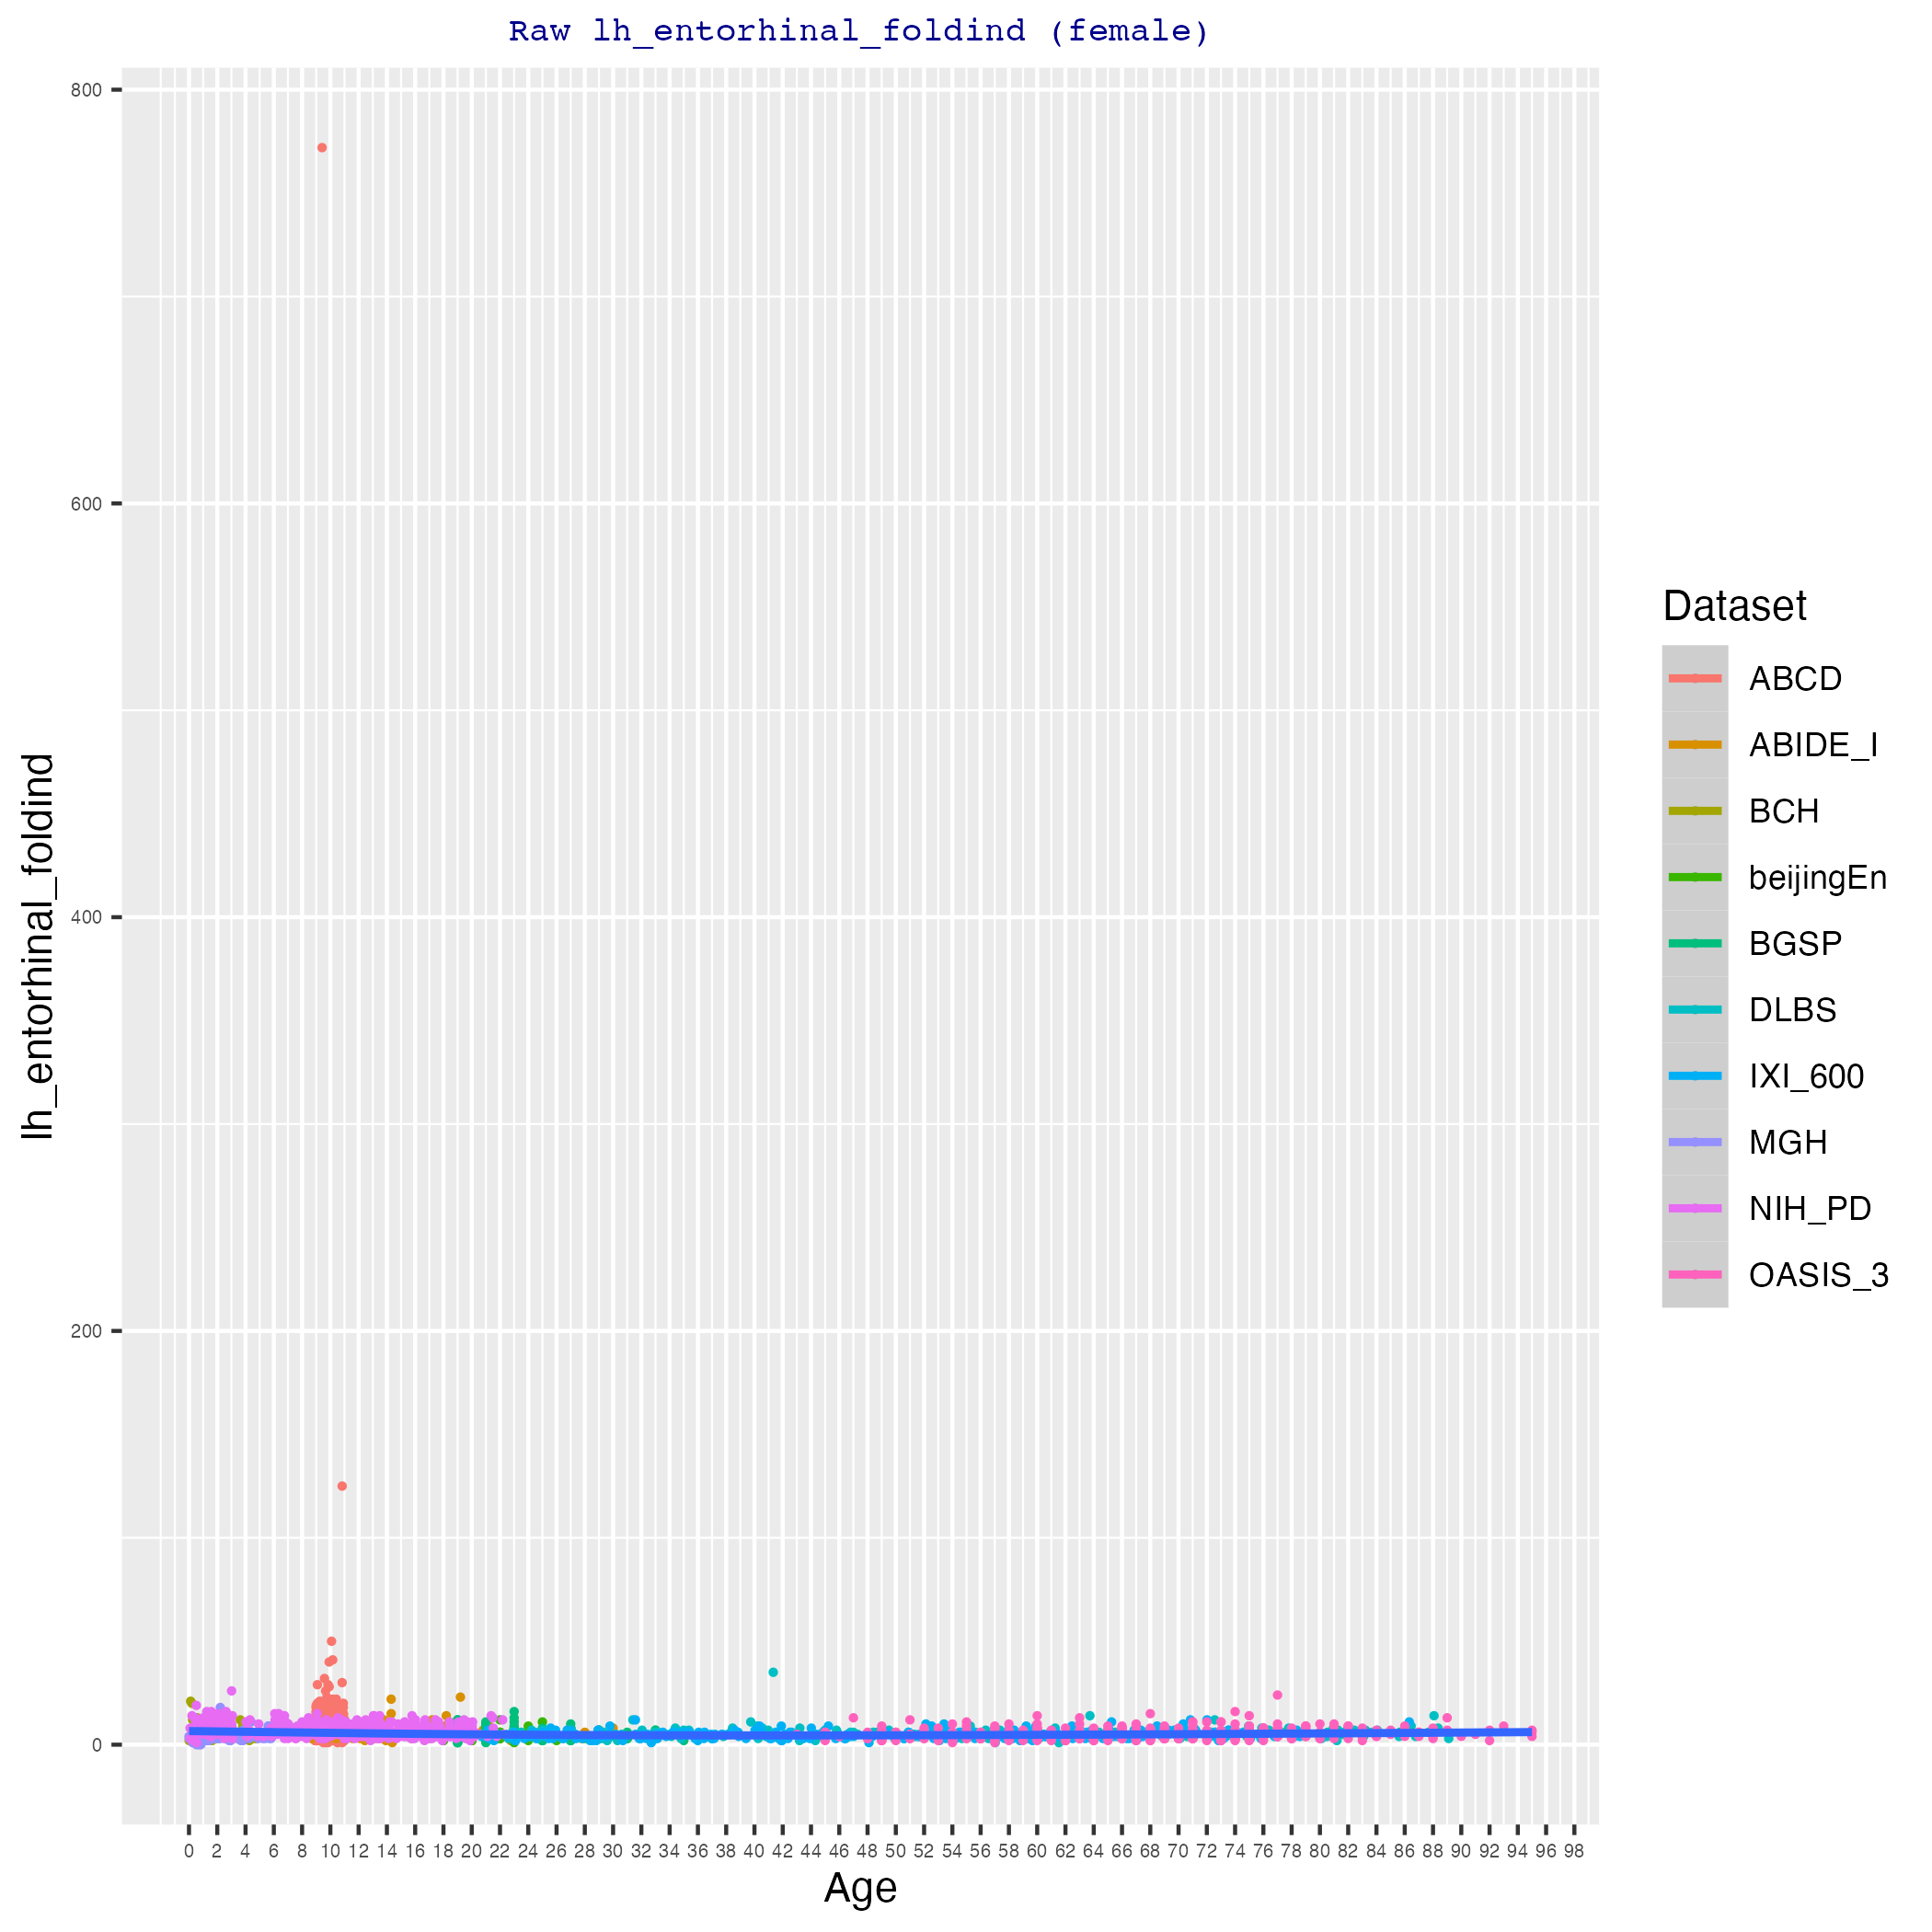 Raw lh_entorhinal_foldind (female)
800
600
400
200
0
lh_entorhinal_foldind
0 2 4 6 8 10 12 14 16 18 20 22 24 26 28 30 32 34 36 38 40 42 44 46 48 50 52 54 56 58 60 62 64 66 68 70 72 74 76 78 80 82 84 86 88 90 92 94 96 98
Age
Dataset
ABCD
ABIDE_I
BCH
beijingEn
BGSP
DLBS
IXI_600
MGH
NIH_PD
OASIS_3